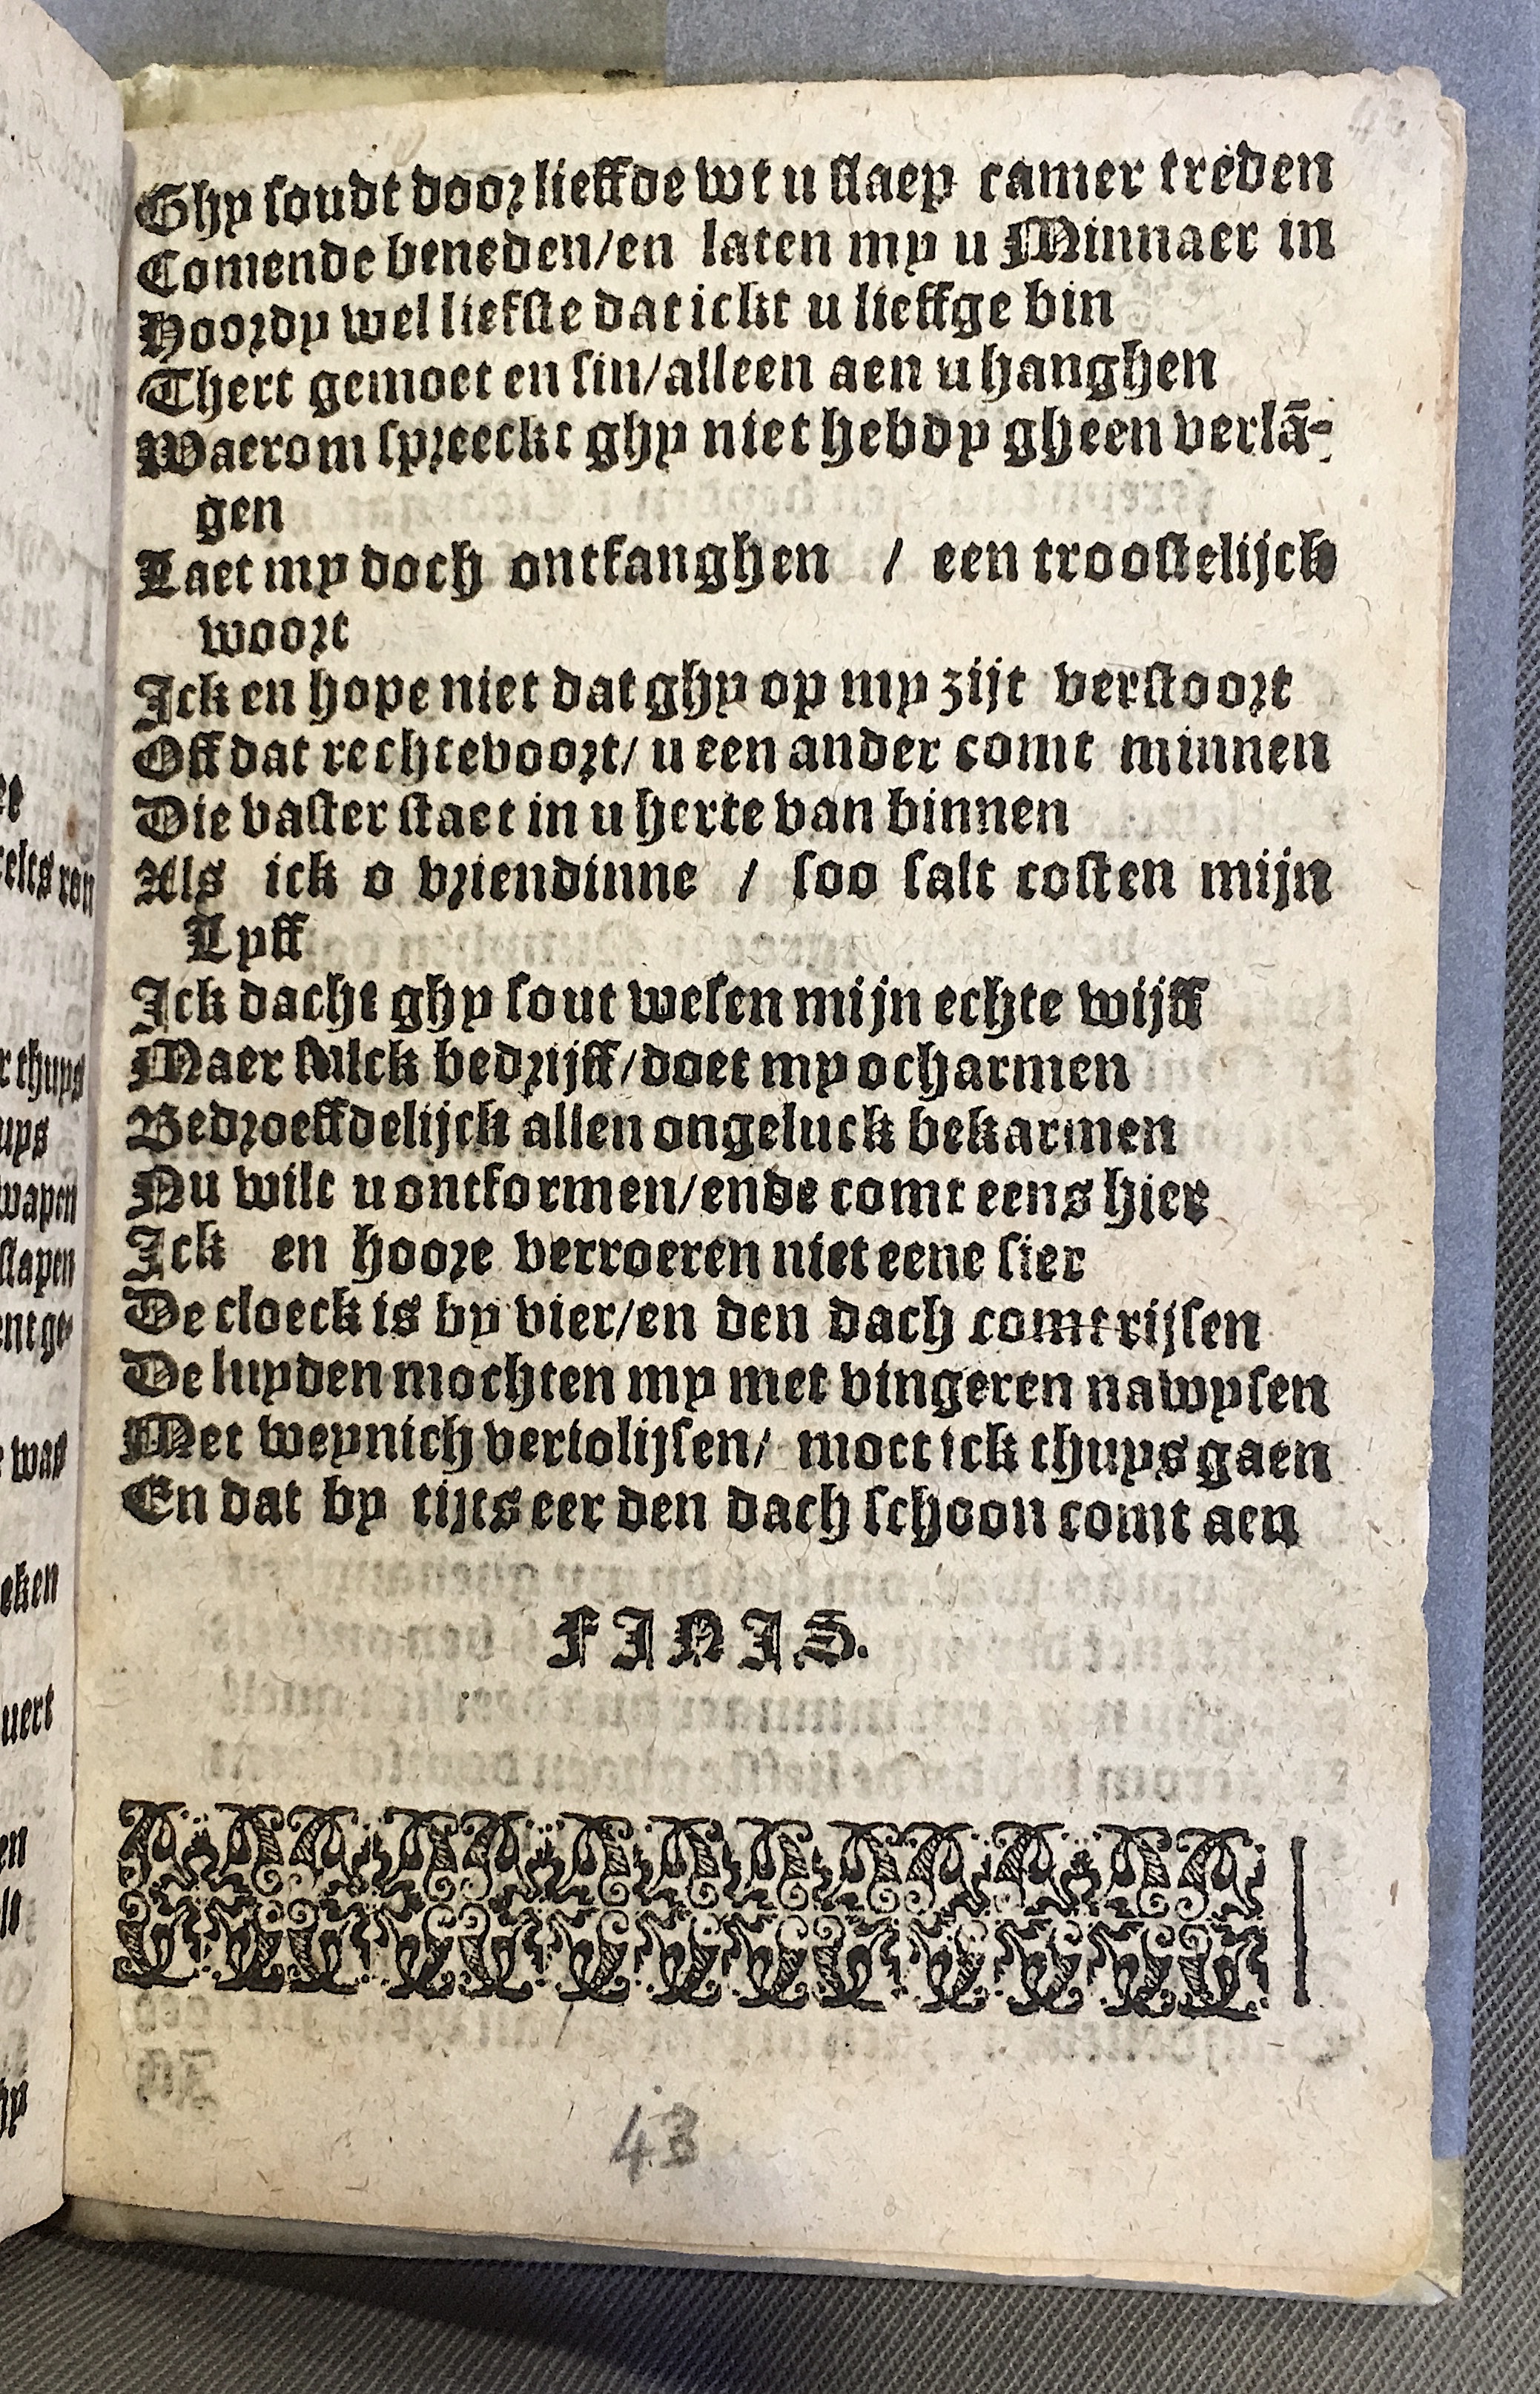 Ghy soudt door lieffde wt u slaep camer treden
Comende beneden/en laten my u Minnaer in
Hoordy wel liefste dat ickt u lieffge bin
Thert gemoet en sin/alleen aen u hanghen
Waerom spreeckt ghy niet hebdy gheen verlã-
gen
Laet my doch ontfanghen / een troostelijck
woort
Ick en hope niet dat ghy op my zijt verstoort
Off dat rechtevoort/ u een ander comt minnen
Die vaster staet in u herte van binnen
Als ick o vriendinne / soo salt costen mijn
Lyff
Ick dacht ghy sout wesen mijn echte wijff
Maer sulck bedrijff/doet my ocharmen
Bedroeffdelijck allen ongeluck bekarmen
Nu wilt u ontformen/ende comt eens hier
Ick en hoore verroeren niet eene sier
De cloeck is by vier/en den dach comt rijsen
De luyden mochten my met vingeren nawysen
Met weynich veriolijsen/ moet ick thuys gaen
En dat by tijts eer den dach schoon comt aen
FINIS.
43